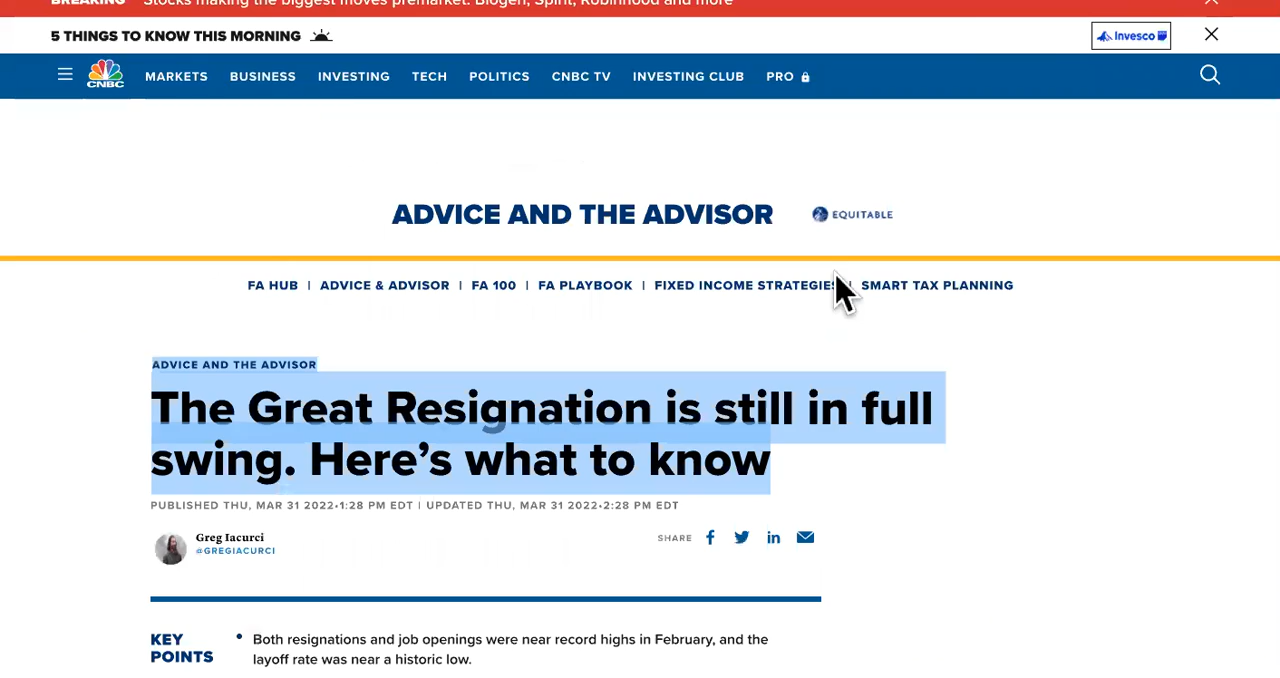 BREAKING Stocks making the biggest moves premarket: Biogen, Spirit, Robinhood and more
5 THINGS TO KNOW THIS MORNING
Invesco
CNBC
MARKETS BUSINESS INVESTING TECH POLITICS CNBC TV INVESTING CLUB PRO
ADVICE AND THE ADVISOR
EQUITABLE
FA HUB | ADVICE & ADVISOR | FA 100 | FA PLAYBOOK | FIXED INCOME STRATEGIES | SMART TAX PLANNING
ADVICE AND THE ADVISOR
The Great Resignation is still in full
swing. Here’s what to know
PUBLISHED THU, MAR 31 2022•1:28 PM EDT | UPDATED THU, MAR 31 2022•2:28 PM EDT
Greg Iacurci
@GREGIACURCI
SHARE
KEY
POINTS
• Both resignations and job openings were near record highs in February, and the
layoff rate was near a historic low.